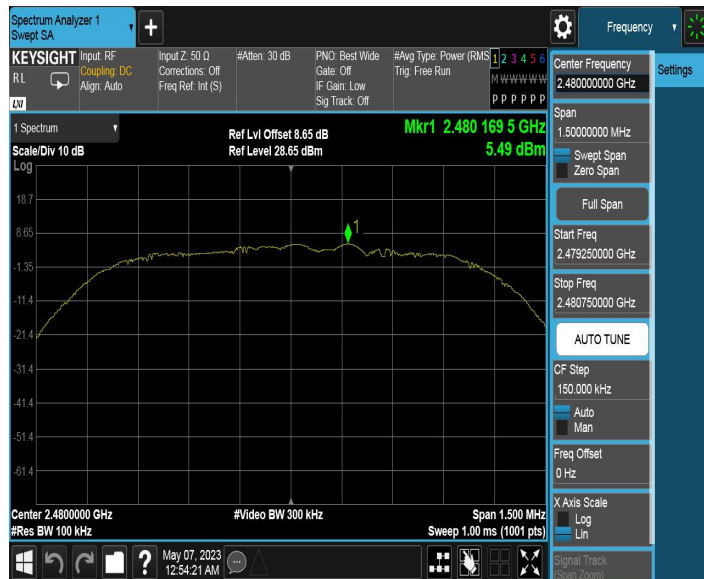 Spectrum Analyzer 1
Swept SA
+
Frequency
KEYSIGHT
RL
LXI
Input: RF
Coupling: DC
Align: Auto
Input Z: 50 Ω
Corrections: Off
Freq Ref: Int (S)
#Atten: 30 dB
PNO: Best Wide
Gate: Off
IF Gain: Low
Sig Track: Off
#Avg Type: Power (RMS
Trig: Free Run
1 2 3 4 5 6
M W W W W W
P P P P P P
1 Spectrum
Scale/Div 10 dB
Log
Ref Lvl Offset 8.65 dB
Ref Level 28.65 dBm
Mkr1 2.480 169 5 GHz
5.49 dBm
1
18.7
8.65
-1.35
-11.4
-21.4
-31.4
-41.4
-51.4
-61.4
Center 2.4800000 GHz
#Res BW 100 kHz
#Video BW 300 kHz
Span 1.500 MHz
Sweep 1.00 ms (1001 pts)
?
May 07, 2023
12:54:21 AM
Center Frequency
2.480000000 GHz
Span
1.50000000 MHz
Swept Span
Zero Span
Full Span
Start Freq
2.479250000 GHz
Stop Freq
2.480750000 GHz
AUTO TUNE
CF Step
150.000 kHz
Auto
Man
Freq Offset
0 Hz
X Axis Scale
Log
Lin
Signal Track
(Span Zoom)
Settings